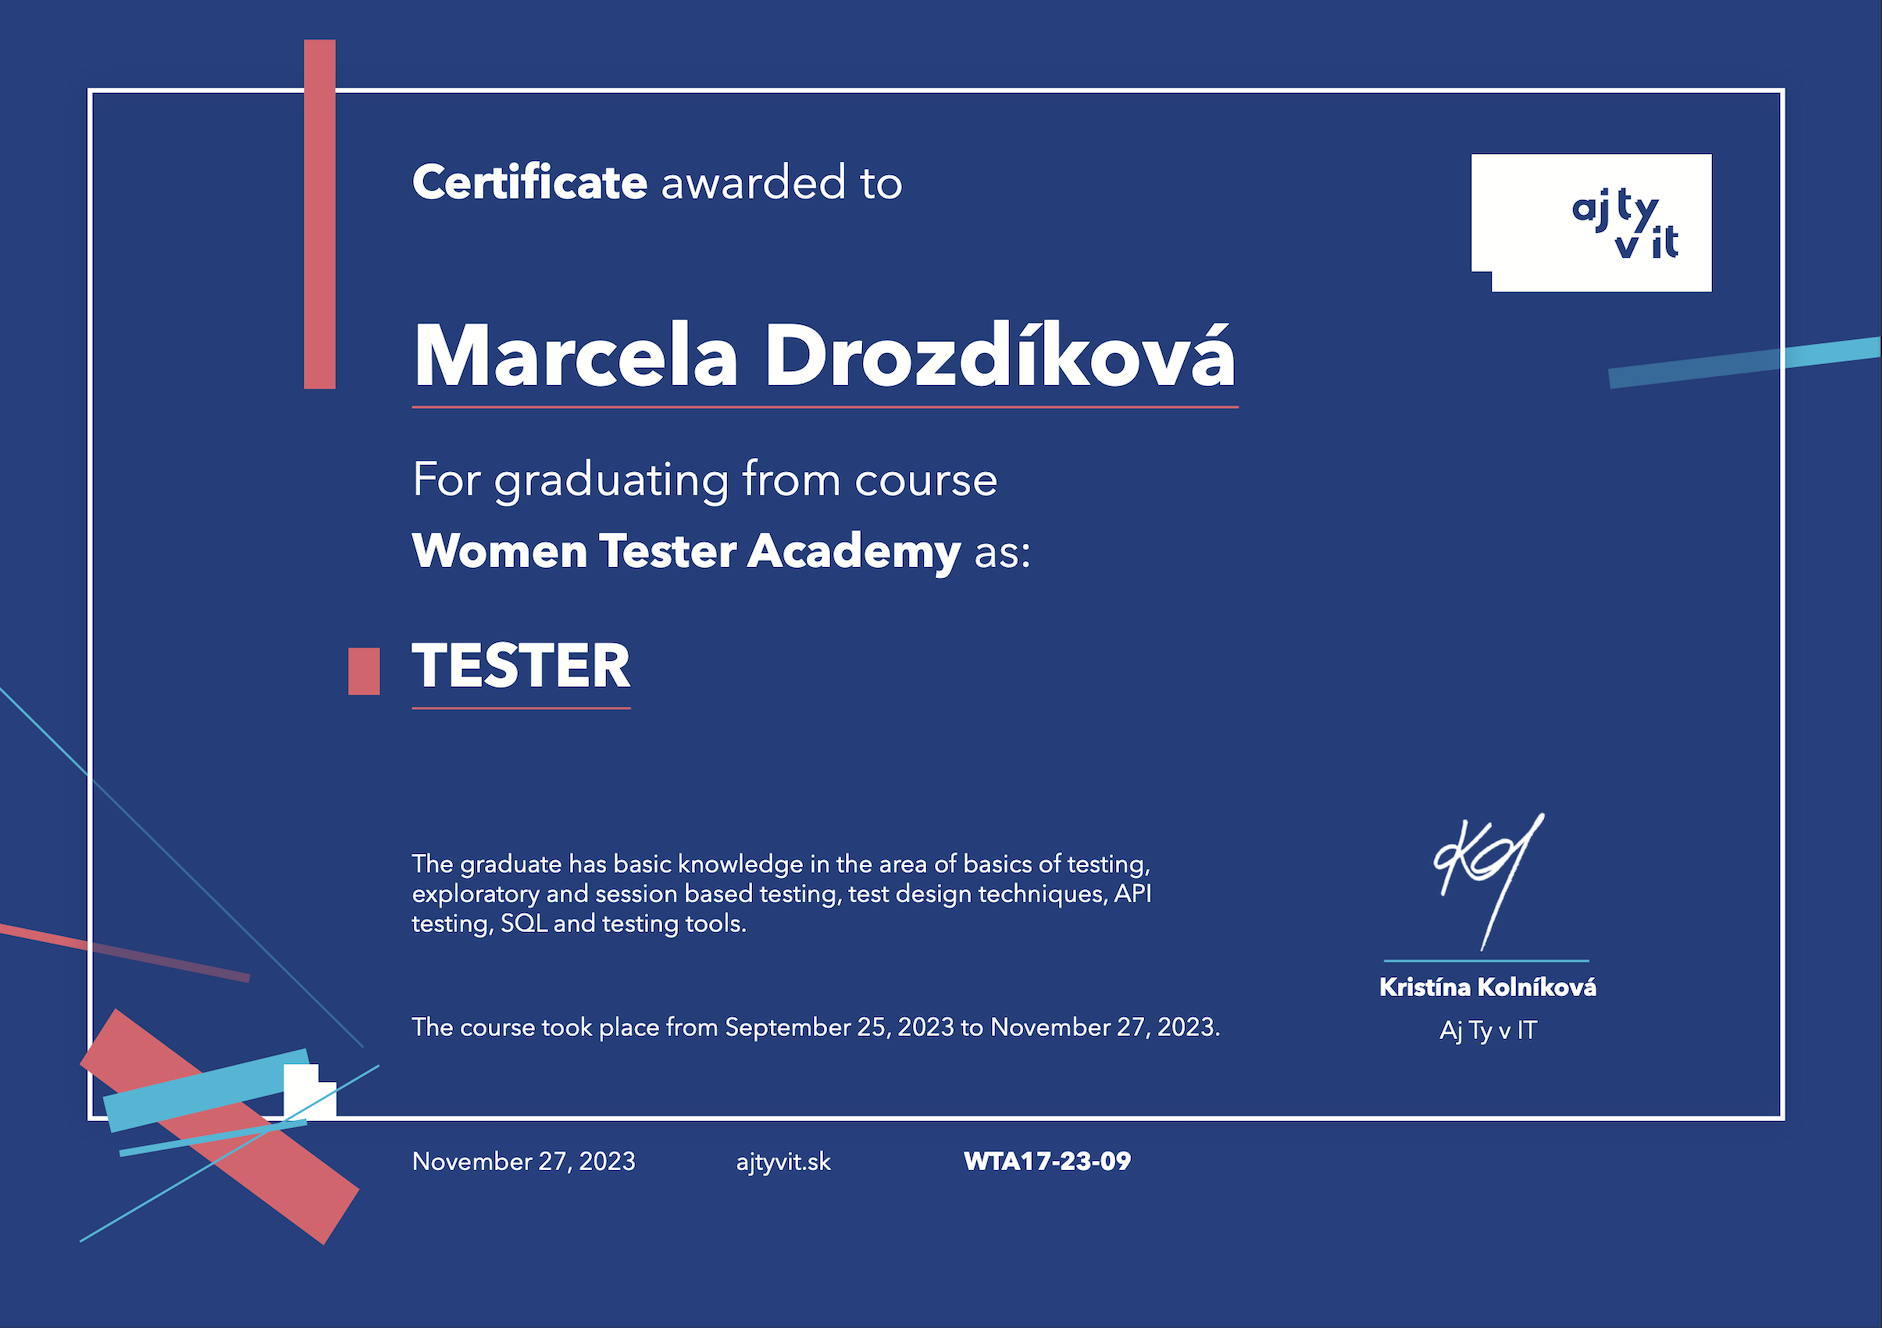 Certificate awarded to
aj ty
v it
Marcela Drozdíková
For graduating from course
Women Tester Academy as:
TESTER
The graduate has basic knowledge in the area of basics of testing,
exploratory and session based testing, test design techniques, API
testing, SQL and testing tools.
The course took place from September 25, 2023 to November 27, 2023.
Kristína Kolníková
Aj Ty v IT
November 27, 2023 ajtyvit.sk WTA17-23-09